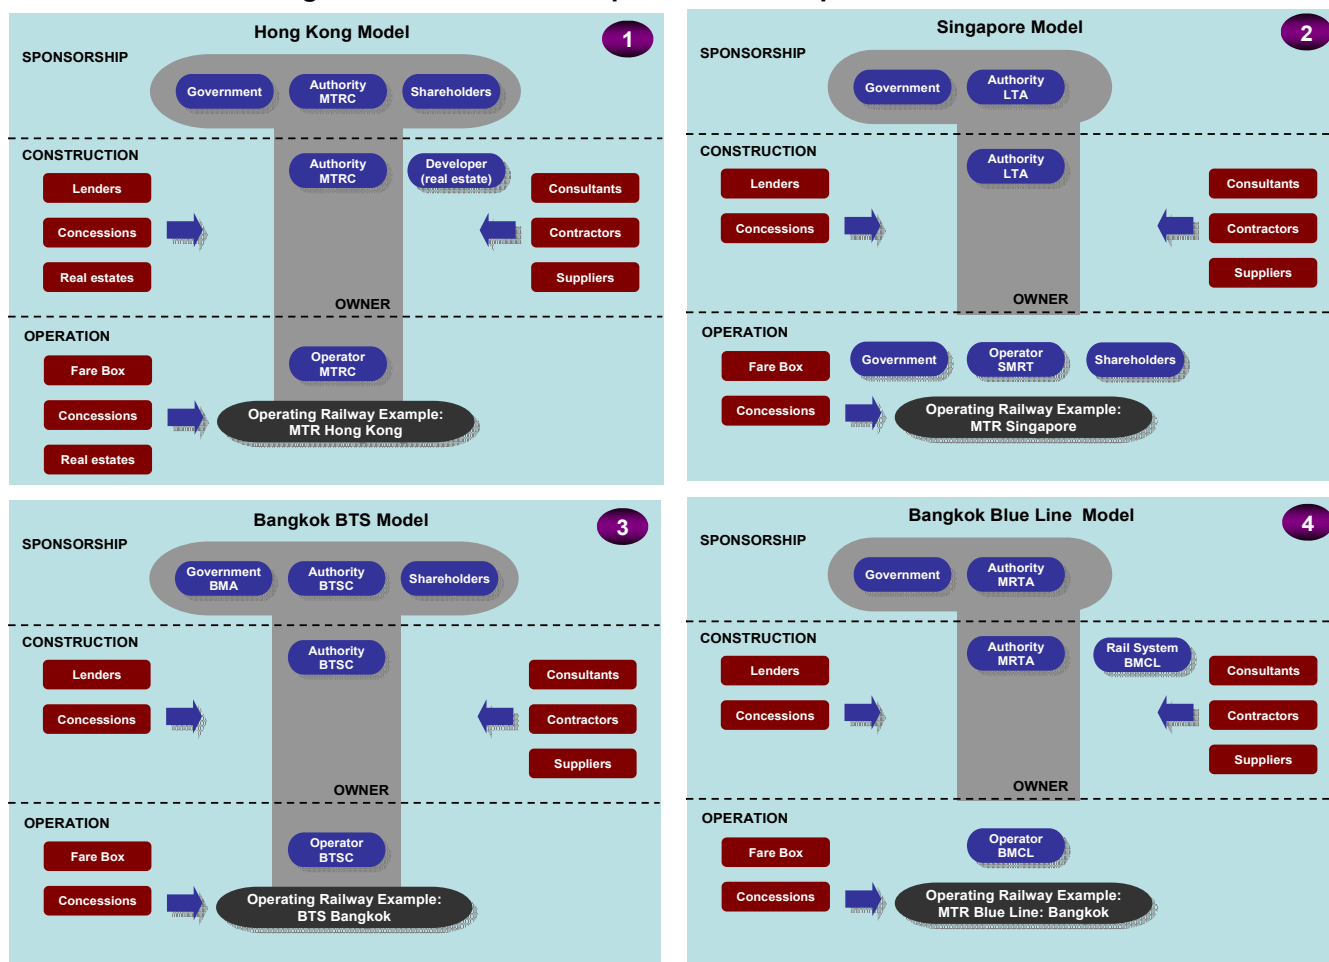 Hong Kong Model
1
SPONSORSHIP
Government
Authority
MTRC
Shareholders
CONSTRUCTION
Lenders
Concessions
Real estates
Authority
MTRC
Developer
(real estate)
Consultants
Contractors
Suppliers
OWNER
OPERATION
Fare Box
Concessions
Real estates
Operator
MTRC
Operating Railway Example:
MTR Hong Kong
Singapore Model
2
SPONSORSHIP
Government
Authority
LTA
CONSTRUCTION
Lenders
Concessions
Authority
LTA
Consultants
Contractors
Suppliers
OWNER
OPERATION
Fare Box
Concessions
Government
Operator
SMRT
Shareholders
Operating Railway Example:
MTR Singapore
Bangkok BTS Model
3
SPONSORSHIP
Government
BMA
Authority
BTSC
Shareholders
CONSTRUCTION
Lenders
Concessions
Authority
BTSC
Consultants
Contractors
Suppliers
OWNER
OPERATION
Fare Box
Concessions
Operator
BTSC
Operating Railway Example:
BTS Bangkok
Bangkok Blue Line Model
4
SPONSORSHIP
Government
Authority
MRTA
CONSTRUCTION
Lenders
Concessions
Authority
MRTA
Rail System
BMCL
Consultants
Contractors
Suppliers
OWNER
OPERATION
Fare Box
Concessions
Operator
BMCL
Operating Railway Example:
MTR Blue Line: Bangkok